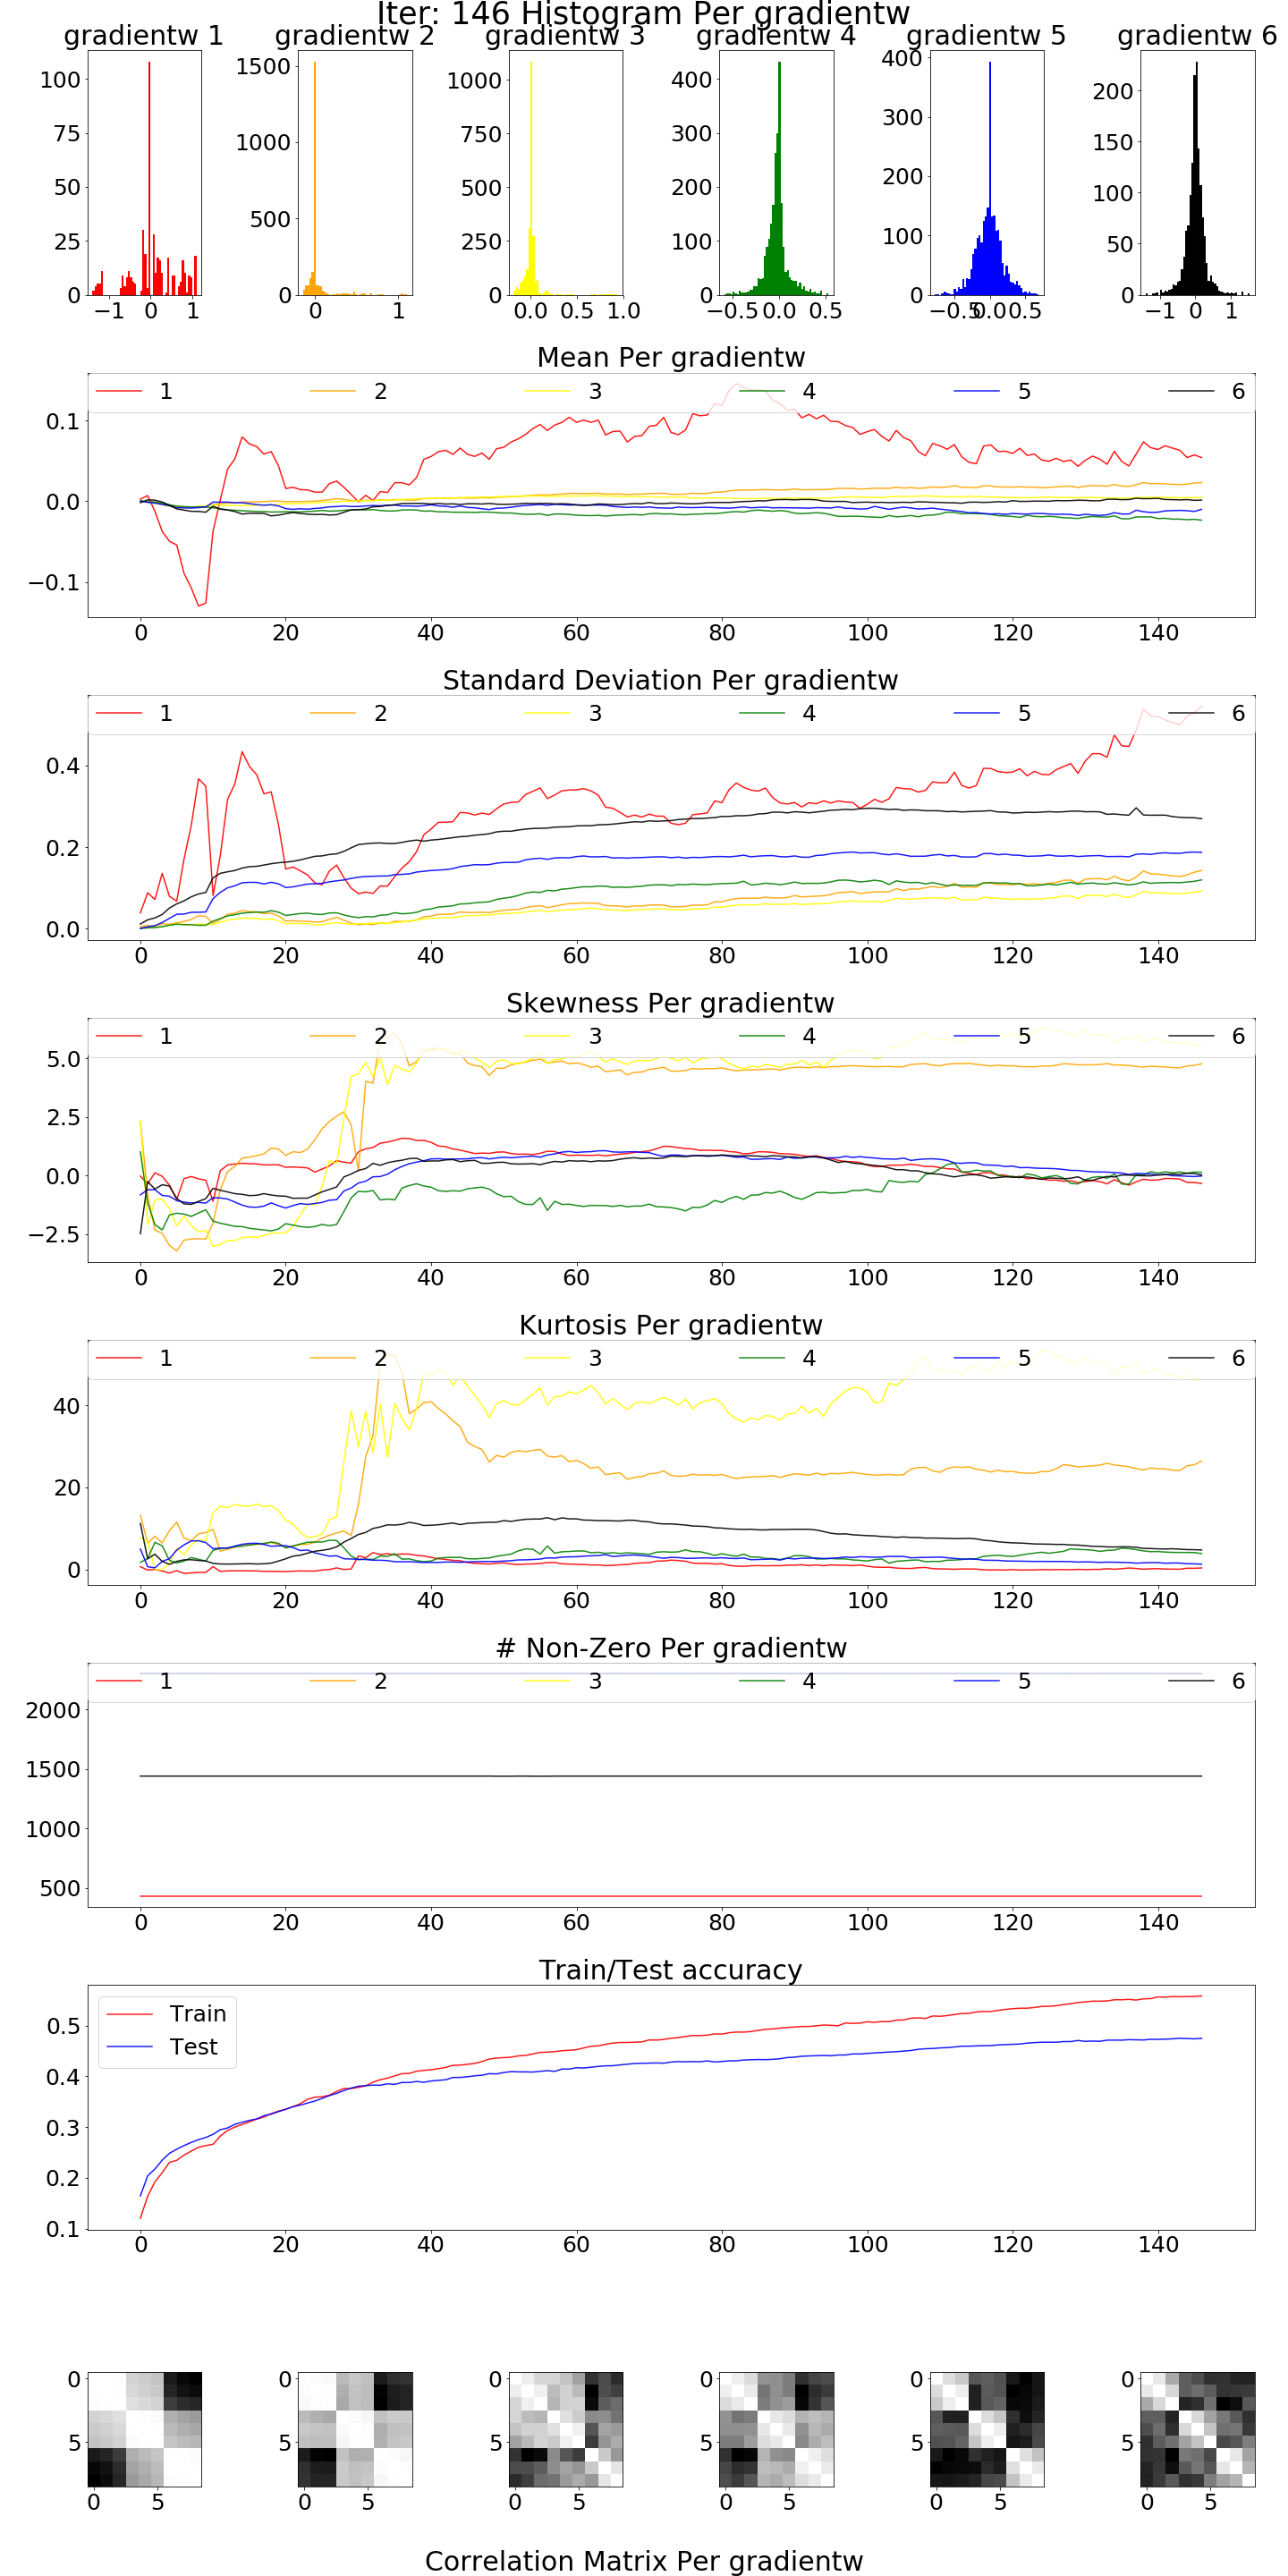 Iter: 146 Histogram Per gradientw
gradientw 1 gradientw 2 gradientw 3 gradientw 4 gradientw 5 gradientw 6
100 75 50 25 0
−1 0 1
1500 1000 500 0
0 1
1000 750 500 250 0
0.0 0.5 1.0
400 300 200 100 0
−0.5 0.0 0.5
400 300 200 100 0
−0.5 0.0 0.5
200 150 100 50 0
−1 0 1
Mean Per gradientw
1 2 3 4 5 6
0.1
0.0
−0.1
0 20 40 60 80 100 120 140
Standard Deviation Per gradientw
1 2 3 4 5 6
0.4
0.2
0.0
0 20 40 60 80 100 120 140
Skewness Per gradientw
1 2 3 4 5 6
5.0
2.5
0.0
−2.5
0 20 40 60 80 100 120 140
Kurtosis Per gradientw
1 2 3 4 5 6
40
20
0
0 20 40 60 80 100 120 140
# Non-Zero Per gradientw
1 2 3 4 5 6
2000
1500
1000
500
0 20 40 60 80 100 120 140
Train/Test accuracy
Train
Test
0.5
0.4
0.3
0.2
0.1
0 20 40 60 80 100 120 140
0 0 0 0 0 0
5 5 5 5 5 5
0 5 0 5 0 5 0 5 0 5 0 5
Correlation Matrix Per gradientw